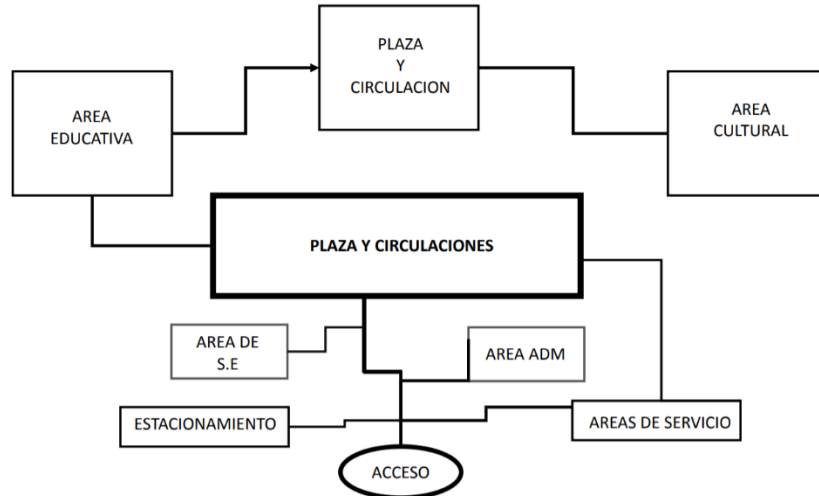 PLAZA
Y
CIRCULACION
AREA
EDUCATIVA
AREA
CULTURAL
PLAZA Y CIRCULACIONES
AREA DE
S.E
AREA ADM
ESTACIONAMIENTO
AREAS DE SERVICIO
ACCESO